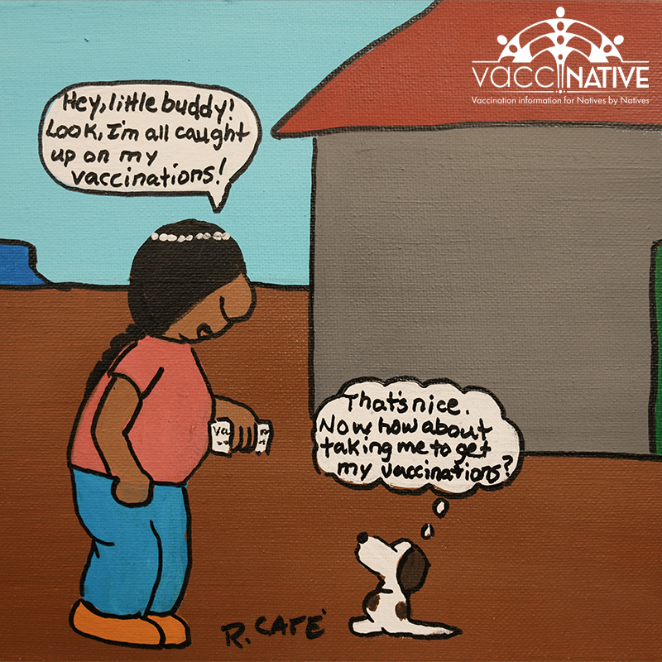 VACCINATIVE
Vaccination information for Natives by Natives
Hey, little buddy!
Look, I'm all caught
up on my
vaccinations!
That's nice.
Now how about
taking me to get
my vaccinations?
R. CAFÉ